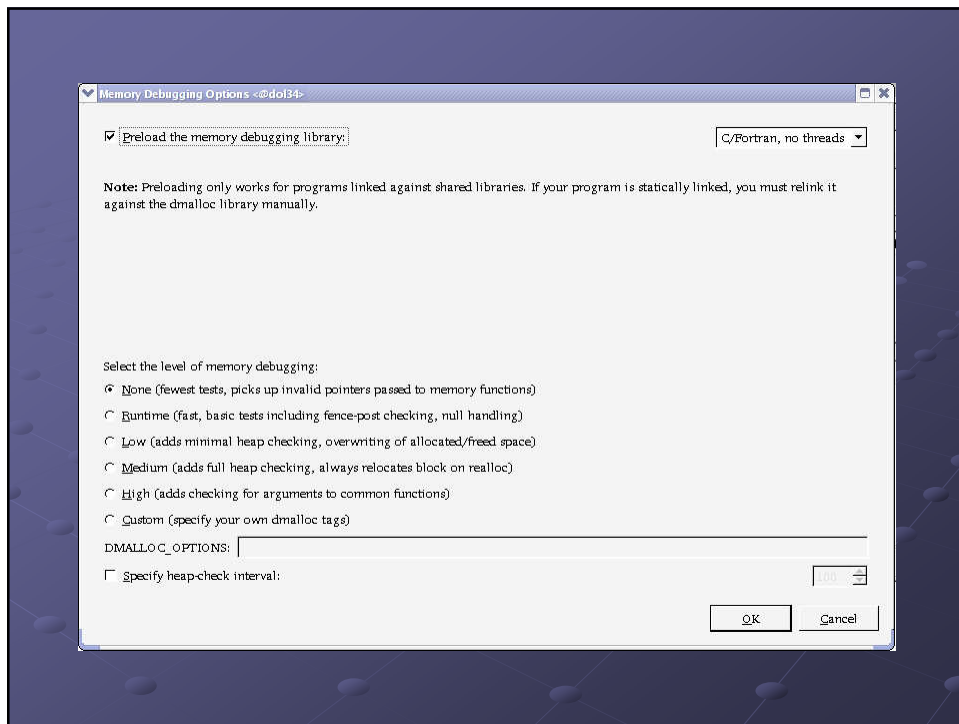 Memory Debugging Options <@dol34>
Preload the memory debugging library:
C/Fortran, no threads
Note: Preloading only works for programs linked against shared libraries. If your program is statically linked, you must relink it
against the dmalloc library manually.
Select the level of memory debugging:
None (fewest tests, picks up invalid pointers passed to memory functions)
Runtime (fast, basic tests including fence-post checking, null handling)
Low (adds minimal heap checking, overwriting of allocated/freed space)
Medium (adds full heap checking, always relocates block on realloc)
High (adds checking for arguments to common functions)
Custom (specify your own dmalloc tags)
DMALLOC_OPTIONS:
Specify heap-check interval:
100
OK
Cancel